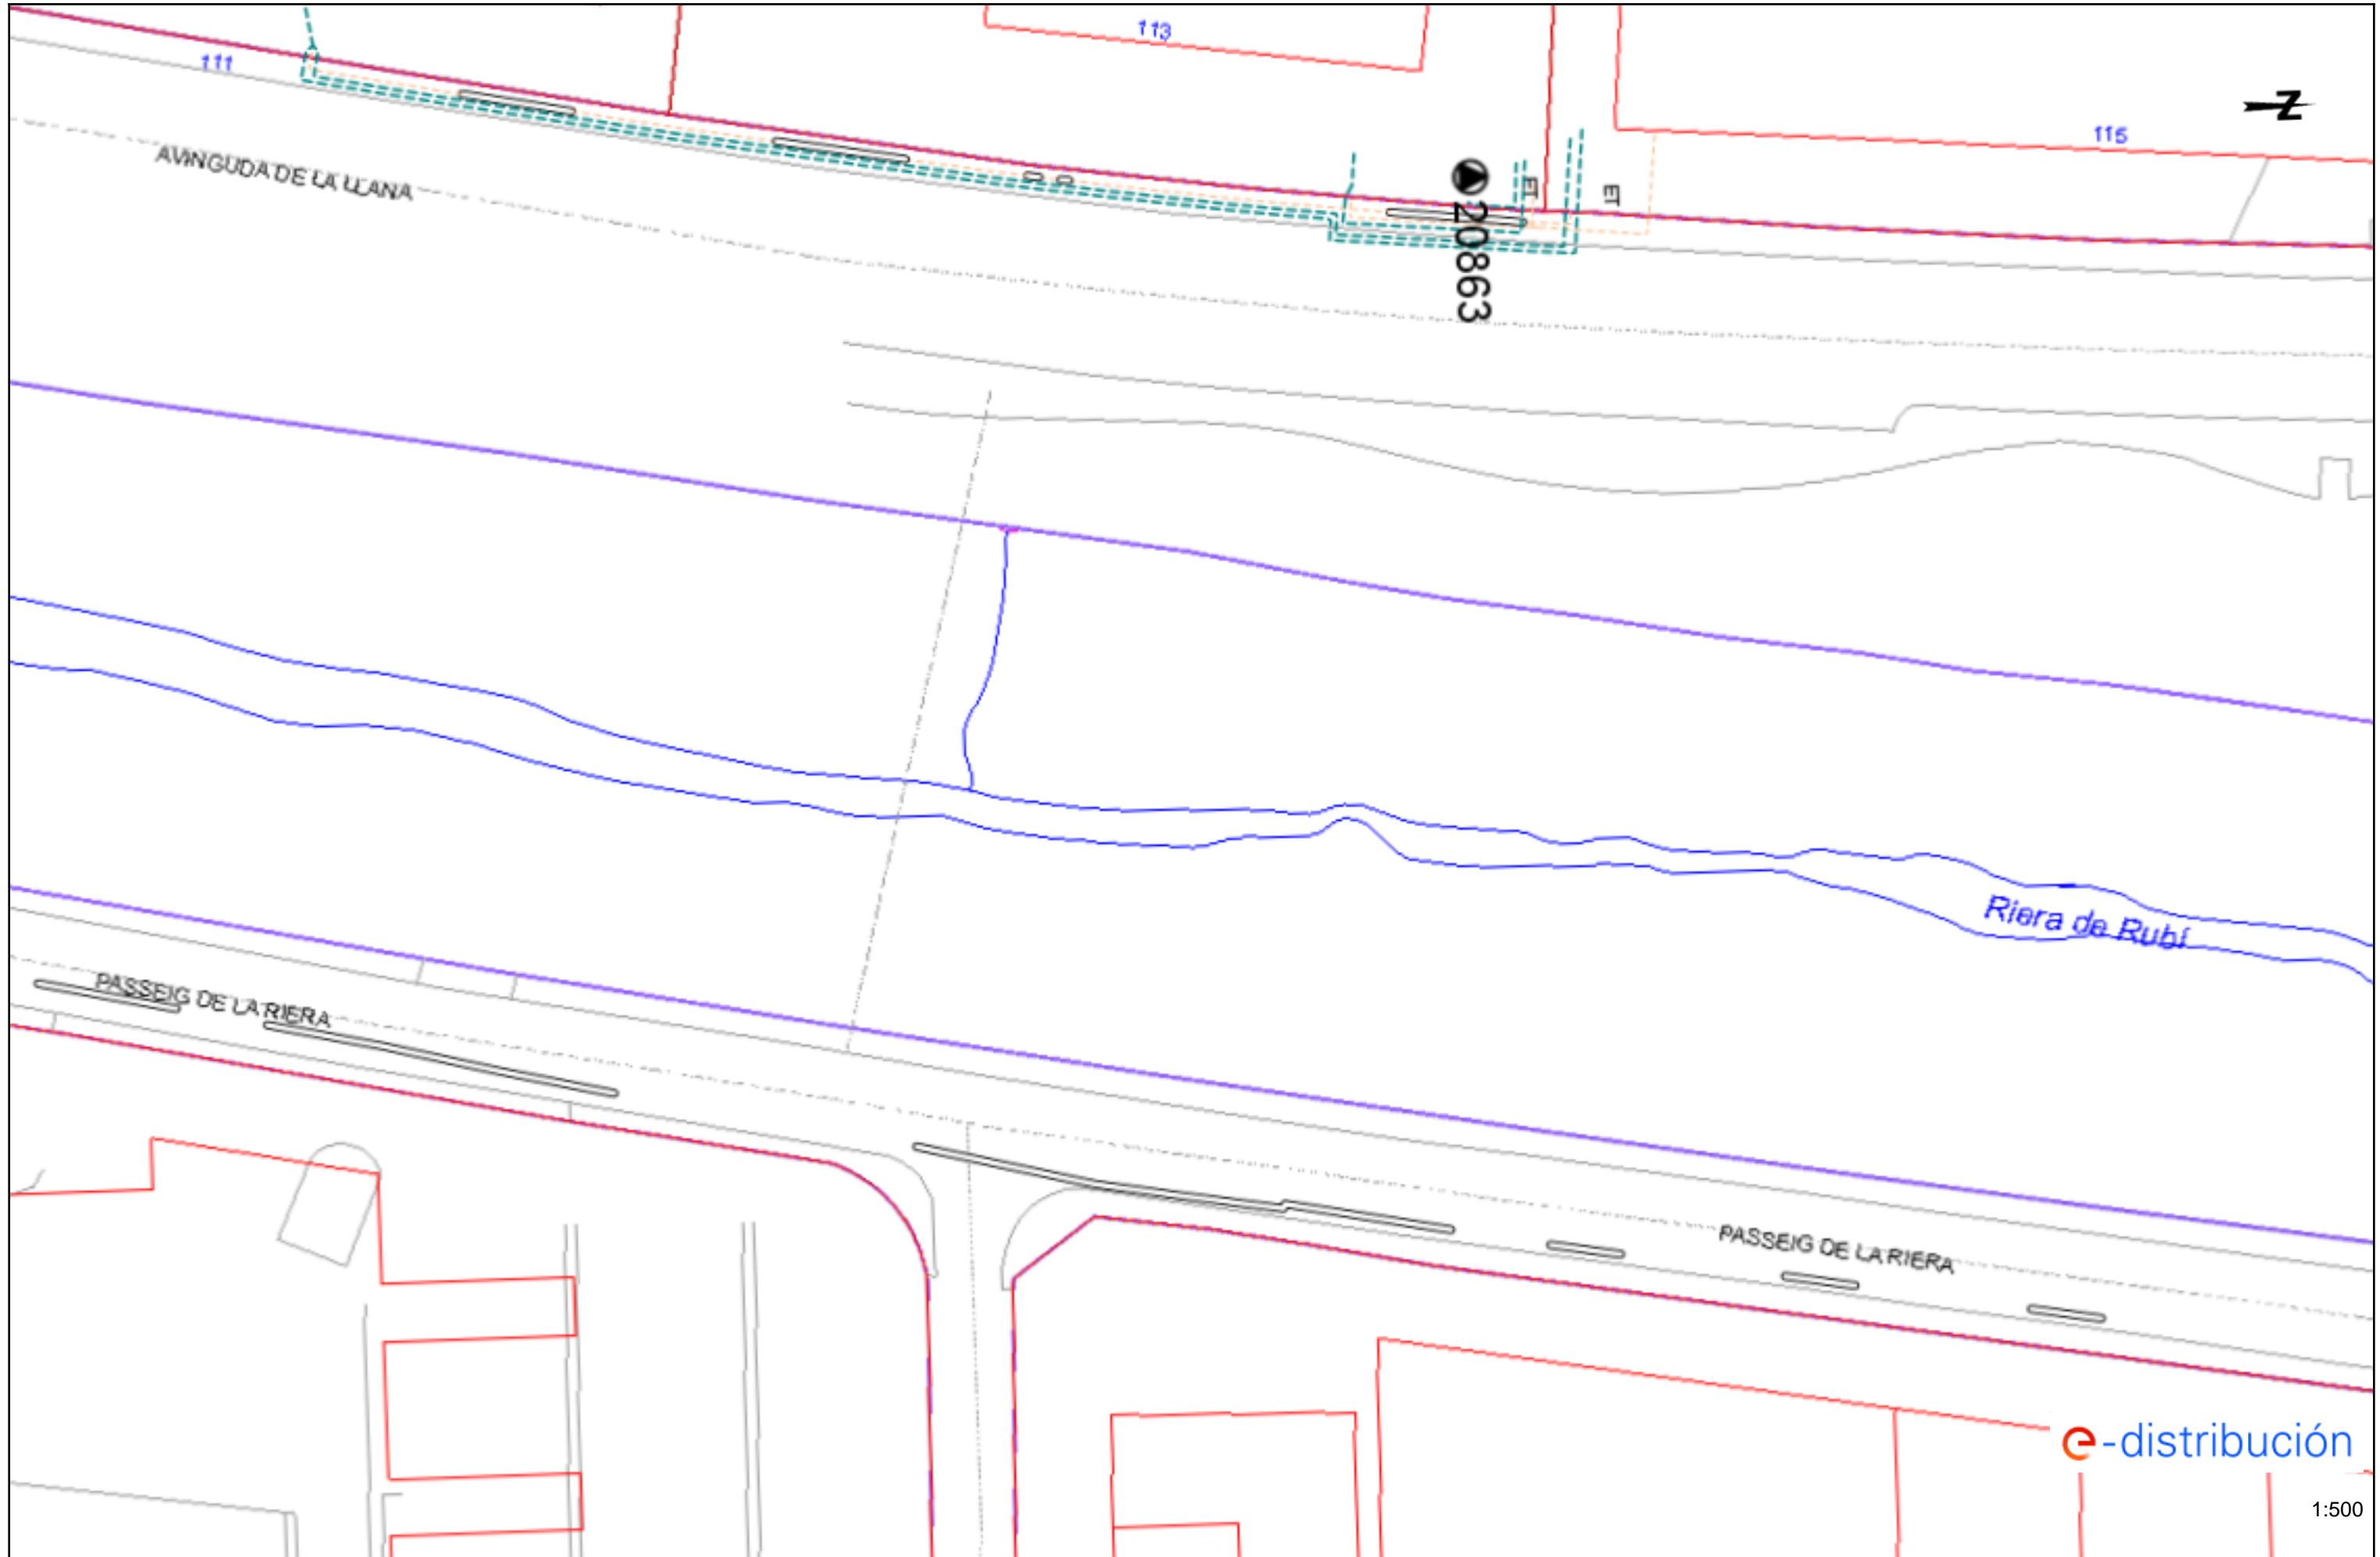 113
111
Z
115
AVINGUDA DE LA LLANA
ET
ET
20863
Riera de Rubí
PASSEIG DE LA RIERA
PASSEIG DE LA RIERA
e-distribución
1:500